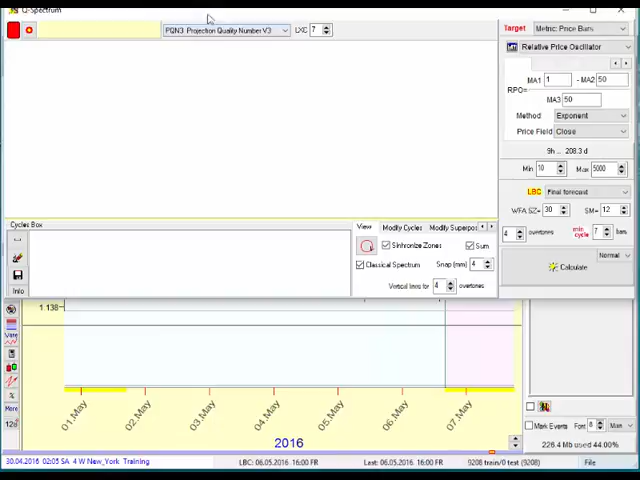 Q-Spectrum
PQN3 Projection Quality Number V3 LXC 7
Target Metric: Price Bars
Relative Price Oscillator
MA1 1 - MA2 50
RPO=
MA3 50
Method: Exponent
Price Field Close
9h ... 208.3 d
Min 10 Max 5000
LBC Final forecast
WFA SZ= 30 SM= 12
4 overtones min cycle 7 bars
Normal
Calculate
Cycles Box
View Modify Cycles Modify Superpos
Sinhronize Zones Sum
Classical Spectrum Snap (mm) 4
Vertical lines for 4 overtones
Info
1.138
More
01.May 02.May 03.May 04.May 05.May 06.May 07.May
2016
Mark Events Font 8
226.4 Mb used 44.00%
30.04.2016 02:05 SA 4 W New_York Training LBC: 06.05.2016 16:00 FR Last: 06.05.2016 16:00 FR 9208 train/0 test (9208) File